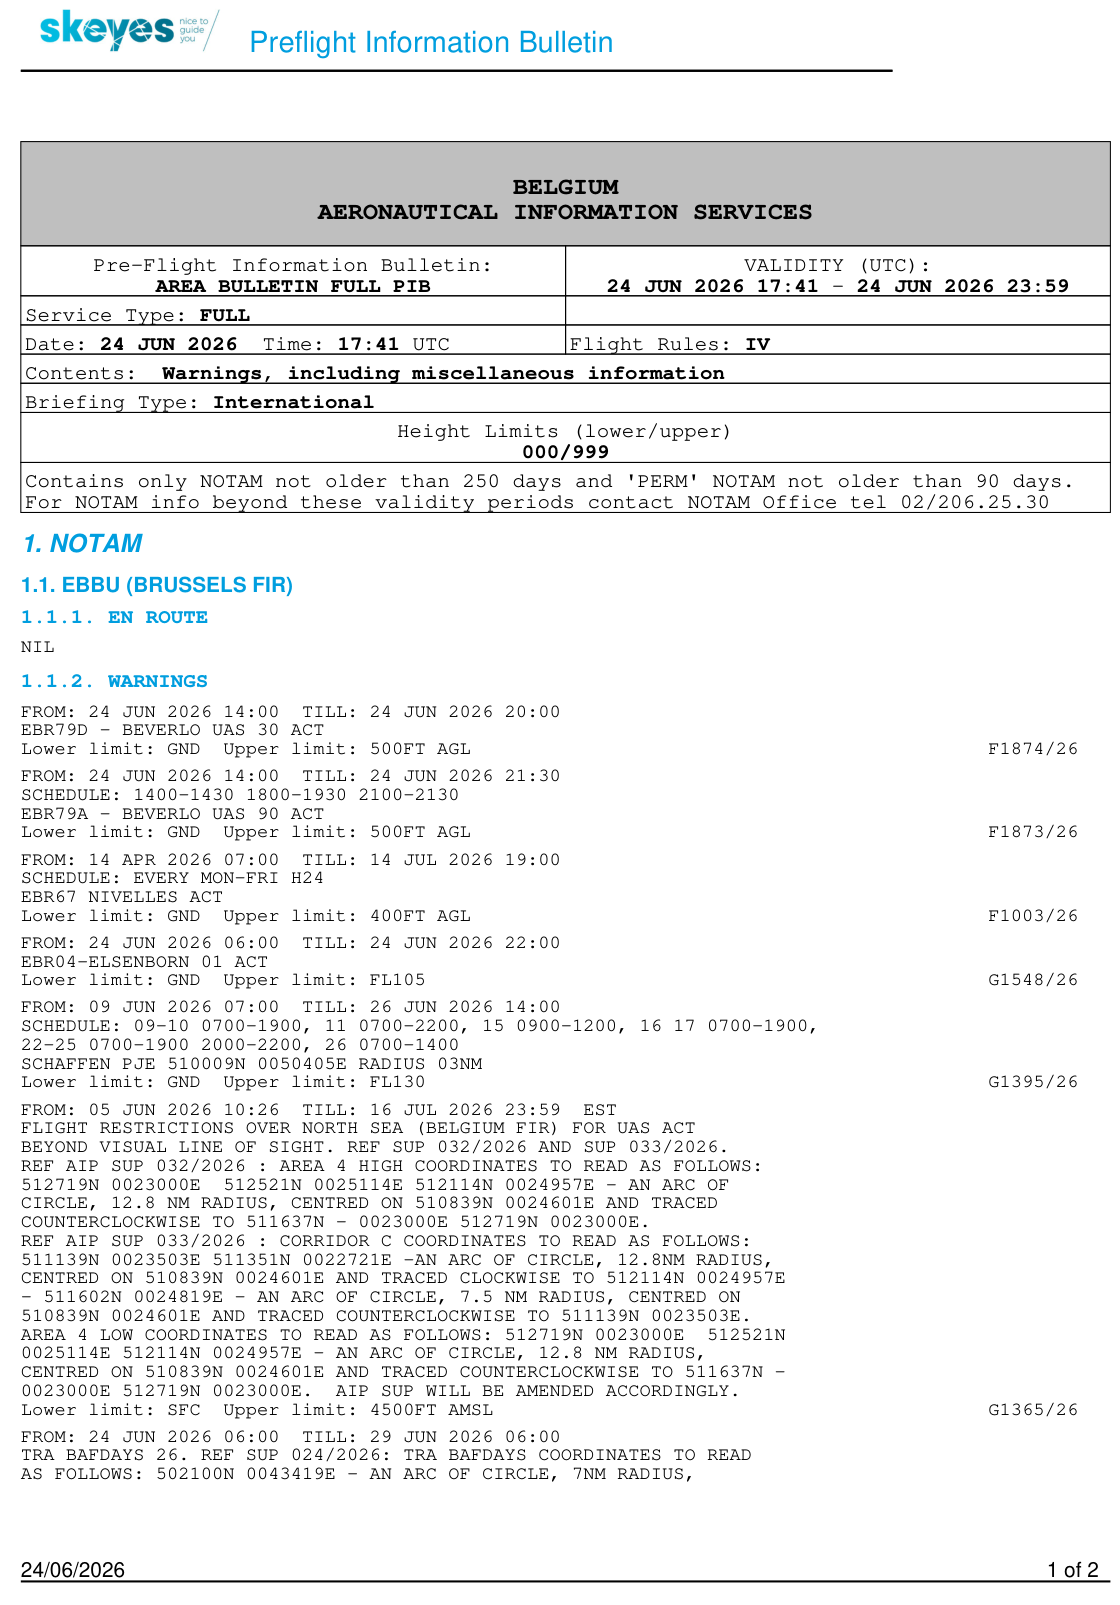 skeyes nice to guide you
Preflight Information Bulletin
BELGIUM
AERONAUTICAL INFORMATION SERVICES
Pre-Flight Information Bulletin:
AREA BULLETIN FULL PIB
VALIDITY (UTC):
24 JUN 2026 17:41 - 24 JUN 2026 23:59
Service Type: FULL
Date: 24 JUN 2026  Time: 17:41 UTC
Flight Rules: IV
Contents:  Warnings, including miscellaneous information
Briefing Type: International
Height Limits (lower/upper)
000/999
Contains only NOTAM not older than 250 days and 'PERM' NOTAM not older than 90 days.
For NOTAM info beyond these validity periods contact NOTAM Office tel 02/206.25.30
1. NOTAM
1.1. EBBU (BRUSSELS FIR)
1.1.1. EN ROUTE
NIL
1.1.2. WARNINGS
FROM: 24 JUN 2026 14:00  TILL: 24 JUN 2026 20:00
EBR79D - BEVERLO UAS 30 ACT
Lower limit: GND  Upper limit: 500FT AGL F1874/26
FROM: 24 JUN 2026 14:00  TILL: 24 JUN 2026 21:30
SCHEDULE: 1400-1430 1800-1930 2100-2130
EBR79A - BEVERLO UAS 90 ACT
Lower limit: GND  Upper limit: 500FT AGL F1873/26
FROM: 14 APR 2026 07:00  TILL: 14 JUL 2026 19:00
SCHEDULE: EVERY MON-FRI H24
EBR67 NIVELLES ACT
Lower limit: GND  Upper limit: 400FT AGL F1003/26
FROM: 24 JUN 2026 06:00  TILL: 24 JUN 2026 22:00
EBR04-ELSENBORN 01 ACT
Lower limit: GND  Upper limit: FL105 G1548/26
FROM: 09 JUN 2026 07:00  TILL: 26 JUN 2026 14:00
SCHEDULE: 09-10 0700-1900, 11 0700-2200, 15 0900-1200, 16 17 0700-1900,
22-25 0700-1900 2000-2200, 26 0700-1400
SCHAFFEN PJE 510009N 0050405E RADIUS 03NM
Lower limit: GND  Upper limit: FL130 G1395/26
FROM: 05 JUN 2026 10:26  TILL: 16 JUL 2026 23:59  EST
FLIGHT RESTRICTIONS OVER NORTH SEA (BELGIUM FIR) FOR UAS ACT
BEYOND VISUAL LINE OF SIGHT. REF SUP 032/2026 AND SUP 033/2026.
REF AIP SUP 032/2026 : AREA 4 HIGH COORDINATES TO READ AS FOLLOWS:
512719N 0023000E  512521N 0025114E 512114N 0024957E - AN ARC OF
CIRCLE, 12.8 NM RADIUS, CENTRED ON 510839N 0024601E AND TRACED
COUNTERCLOCKWISE TO 511637N - 0023000E 512719N 0023000E.
REF AIP SUP 033/2026 : CORRIDOR C COORDINATES TO READ AS FOLLOWS:
511139N 0023503E 511351N 0022721E -AN ARC OF CIRCLE, 12.8NM RADIUS,
CENTRED ON 510839N 0024601E AND TRACED CLOCKWISE TO 512114N 0024957E
- 511602N 0024819E - AN ARC OF CIRCLE, 7.5 NM RADIUS, CENTRED ON
510839N 0024601E AND TRACED COUNTERCLOCKWISE TO 511139N 0023503E.
AREA 4 LOW COORDINATES TO READ AS FOLLOWS: 512719N 0023000E  512521N
0025114E 512114N 0024957E - AN ARC OF CIRCLE, 12.8 NM RADIUS,
CENTRED ON 510839N 0024601E AND TRACED COUNTERCLOCKWISE TO 511637N -
0023000E 512719N 0023000E.  AIP SUP WILL BE AMENDED ACCORDINGLY.
Lower limit: SFC  Upper limit: 4500FT AMSL G1365/26
FROM: 24 JUN 2026 06:00  TILL: 29 JUN 2026 06:00
TRA BAFDAYS 26. REF SUP 024/2026: TRA BAFDAYS COORDINATES TO READ
AS FOLLOWS: 502100N 0043419E - AN ARC OF CIRCLE, 7NM RADIUS,
24/06/2026 1 of 2